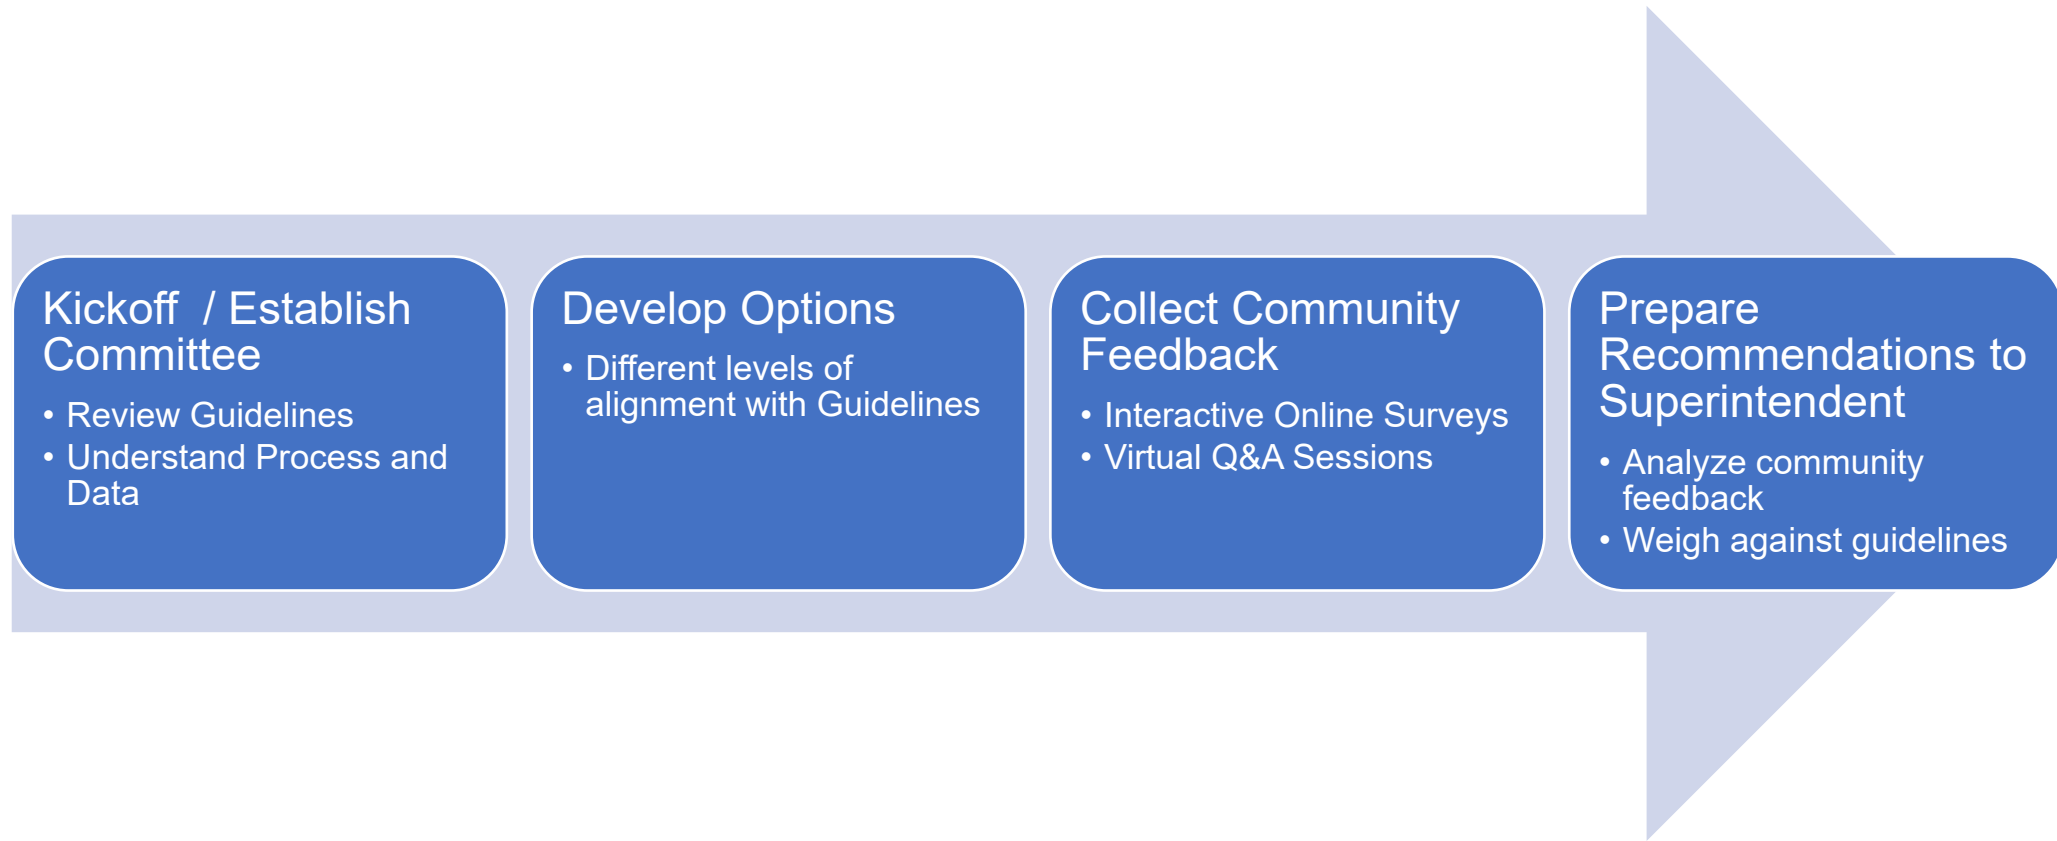 Kickoff  / Establish
Committee
• Review Guidelines
• Understand Process and
Data
Develop Options
• Different levels of
alignment with Guidelines
Collect Community
Feedback
• Interactive Online Surveys
• Virtual Q&A Sessions
Prepare
Recommendations to
Superintendent
• Analyze community
feedback
• Weigh against guidelines